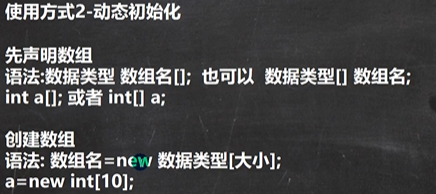 使用方式2-动态初始化
先声明数组
语法:数据类型 数组名[]; 也可以 数据类型[] 数组名;
int a[]; 或者 int[] a;
创建数组
语法: 数组名=new 数据类型[大小];
a=new int[10];